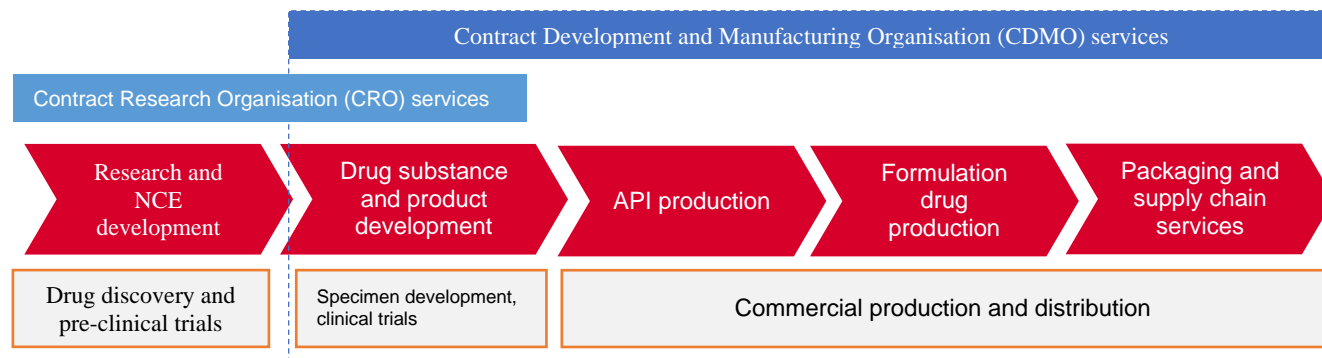 Contract Development and Manufacturing Organisation (CDMO) services
Contract Research Organisation (CRO) services
Research and
NCE
development
Drug substance
and product
development
API production
Formulation
drug
production
Packaging and
supply chain
services
Drug discovery and
pre-clinical trials
Specimen development,
clinical trials
Commercial production and distribution